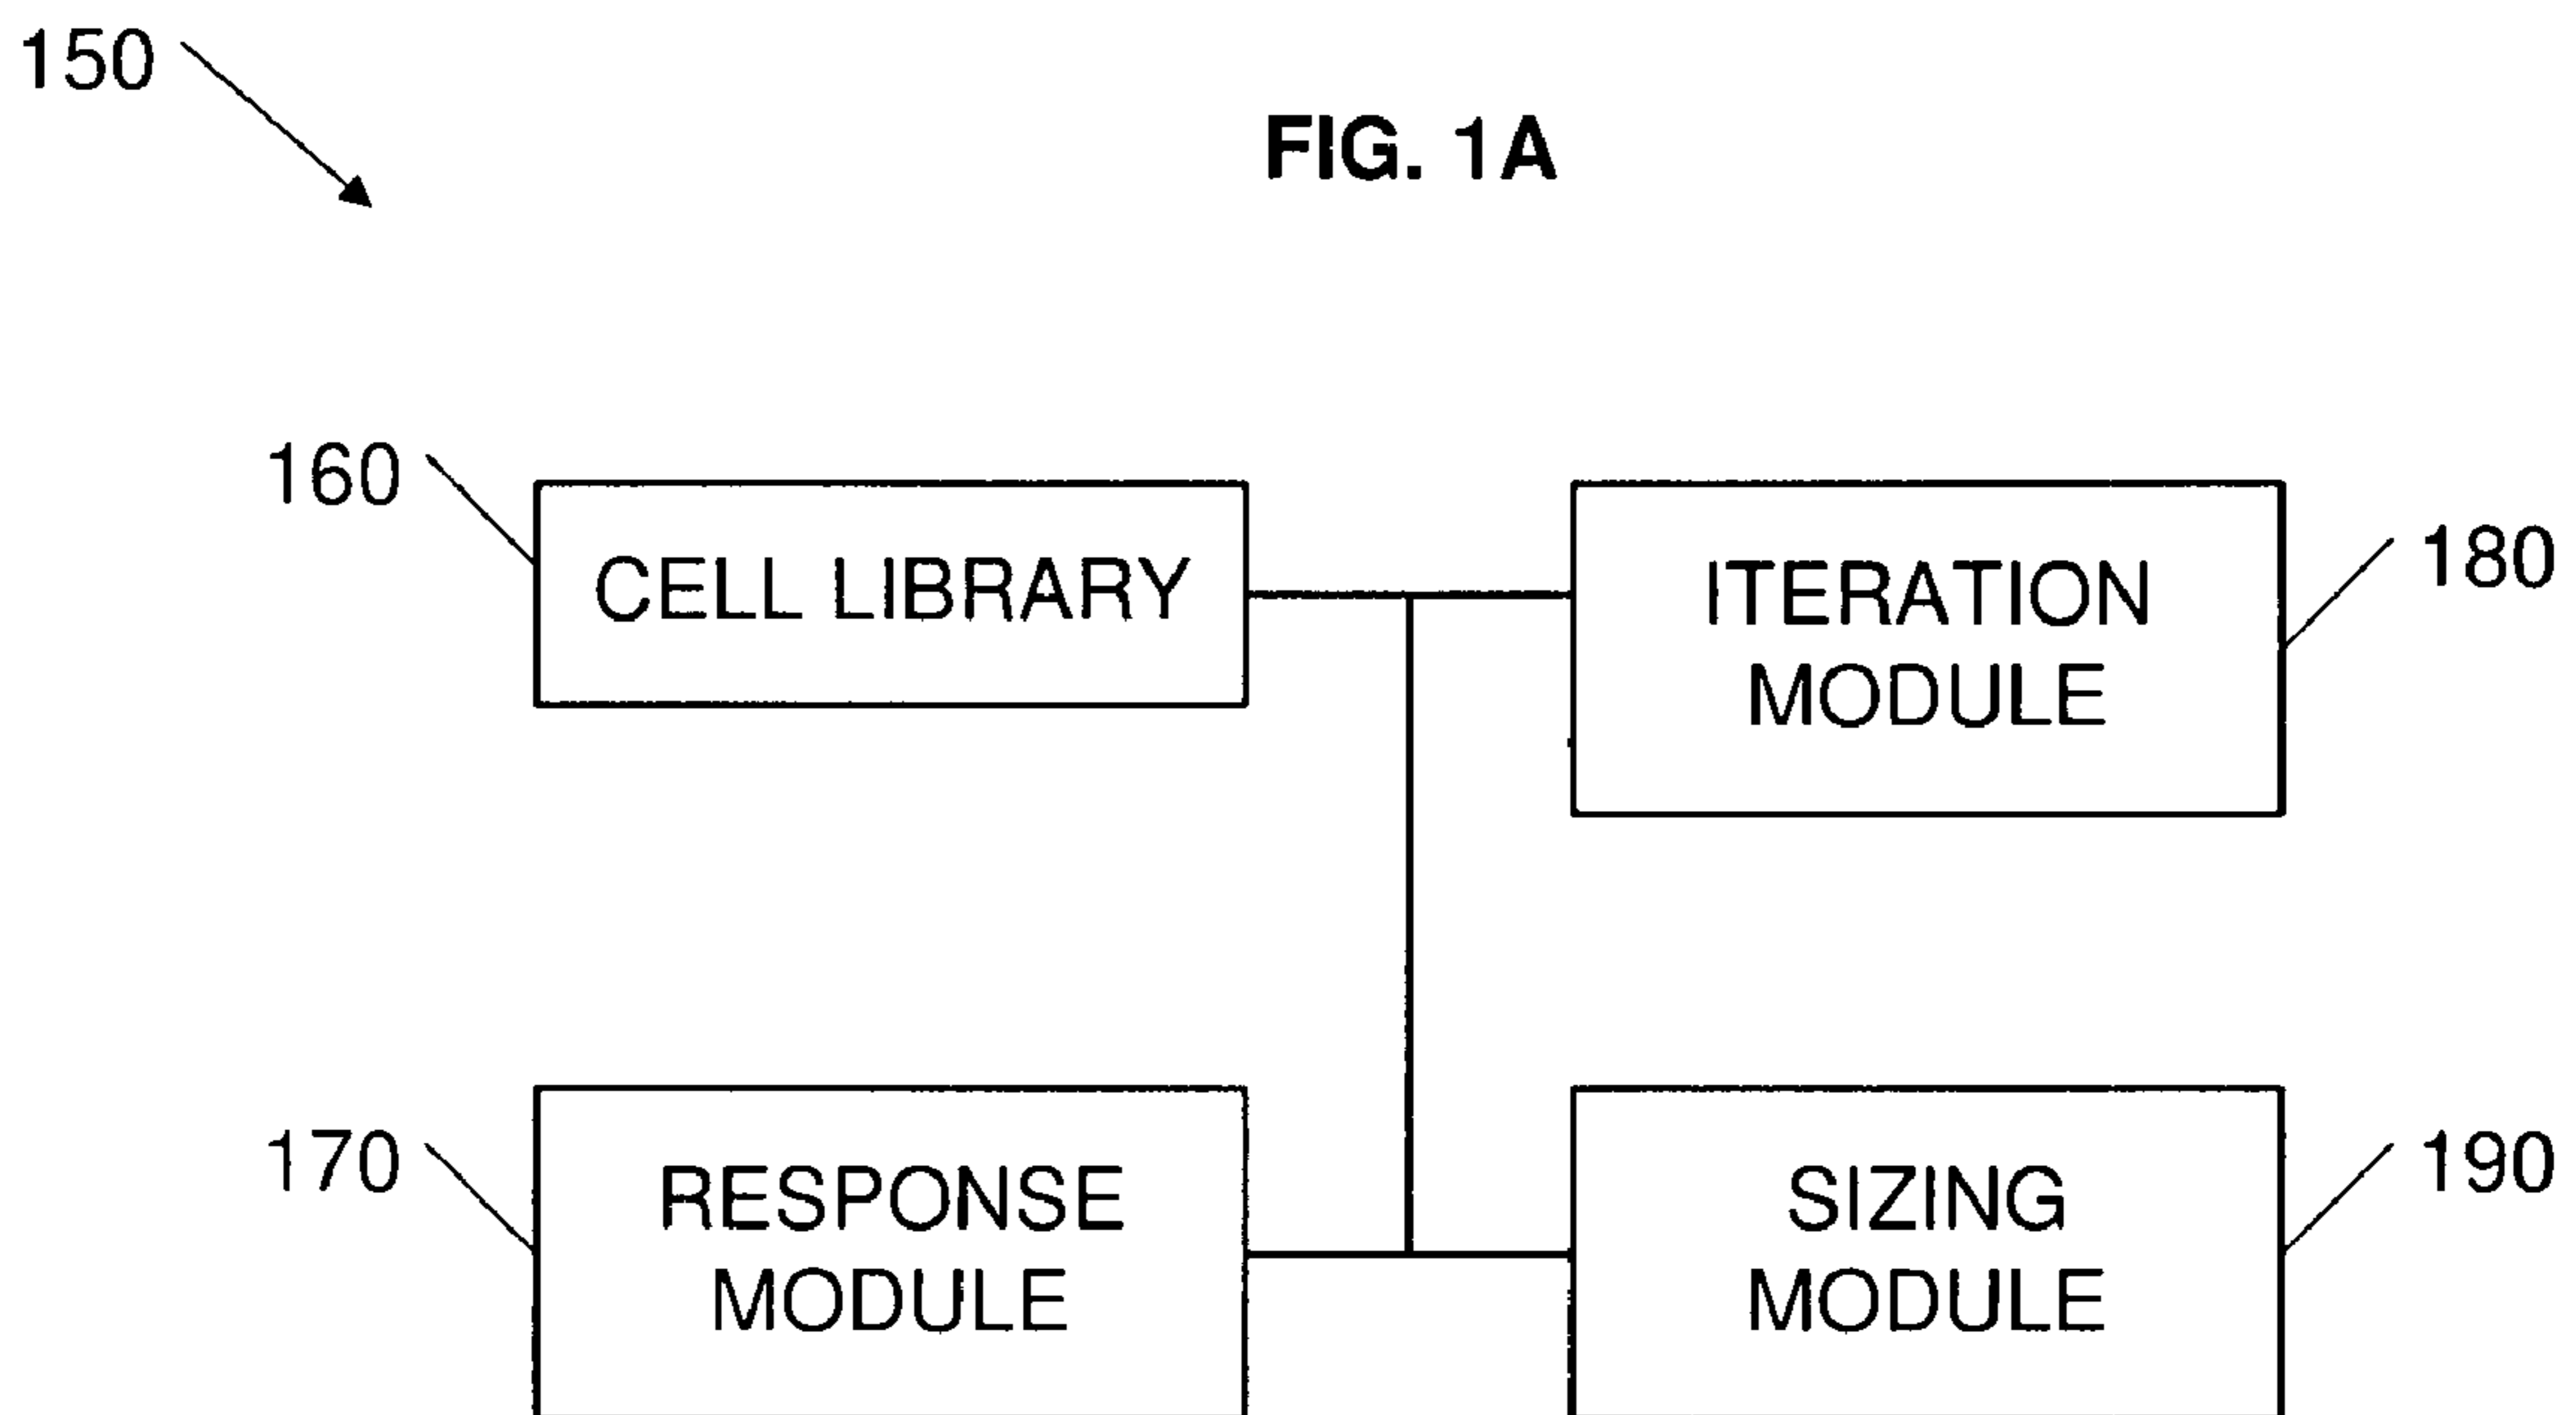 150
FIG. 1A
160
CELL LIBRARY
ITERATION
MODULE
180
170
RESPONSE
MODULE
SIZING
MODULE
190